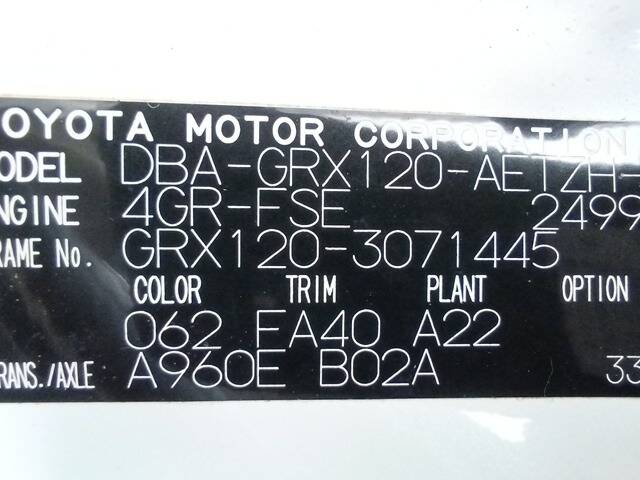 OYOTA MOTOR CORPORATION
ODEL DBA-GRX120-AETZH-
NGINE 4GR-FSE 2499
RAME No. GRX120-3071445
COLOR TRIM PLANT OPTION
062 FA40 A22
RANS./AXLE A960E B02A 33